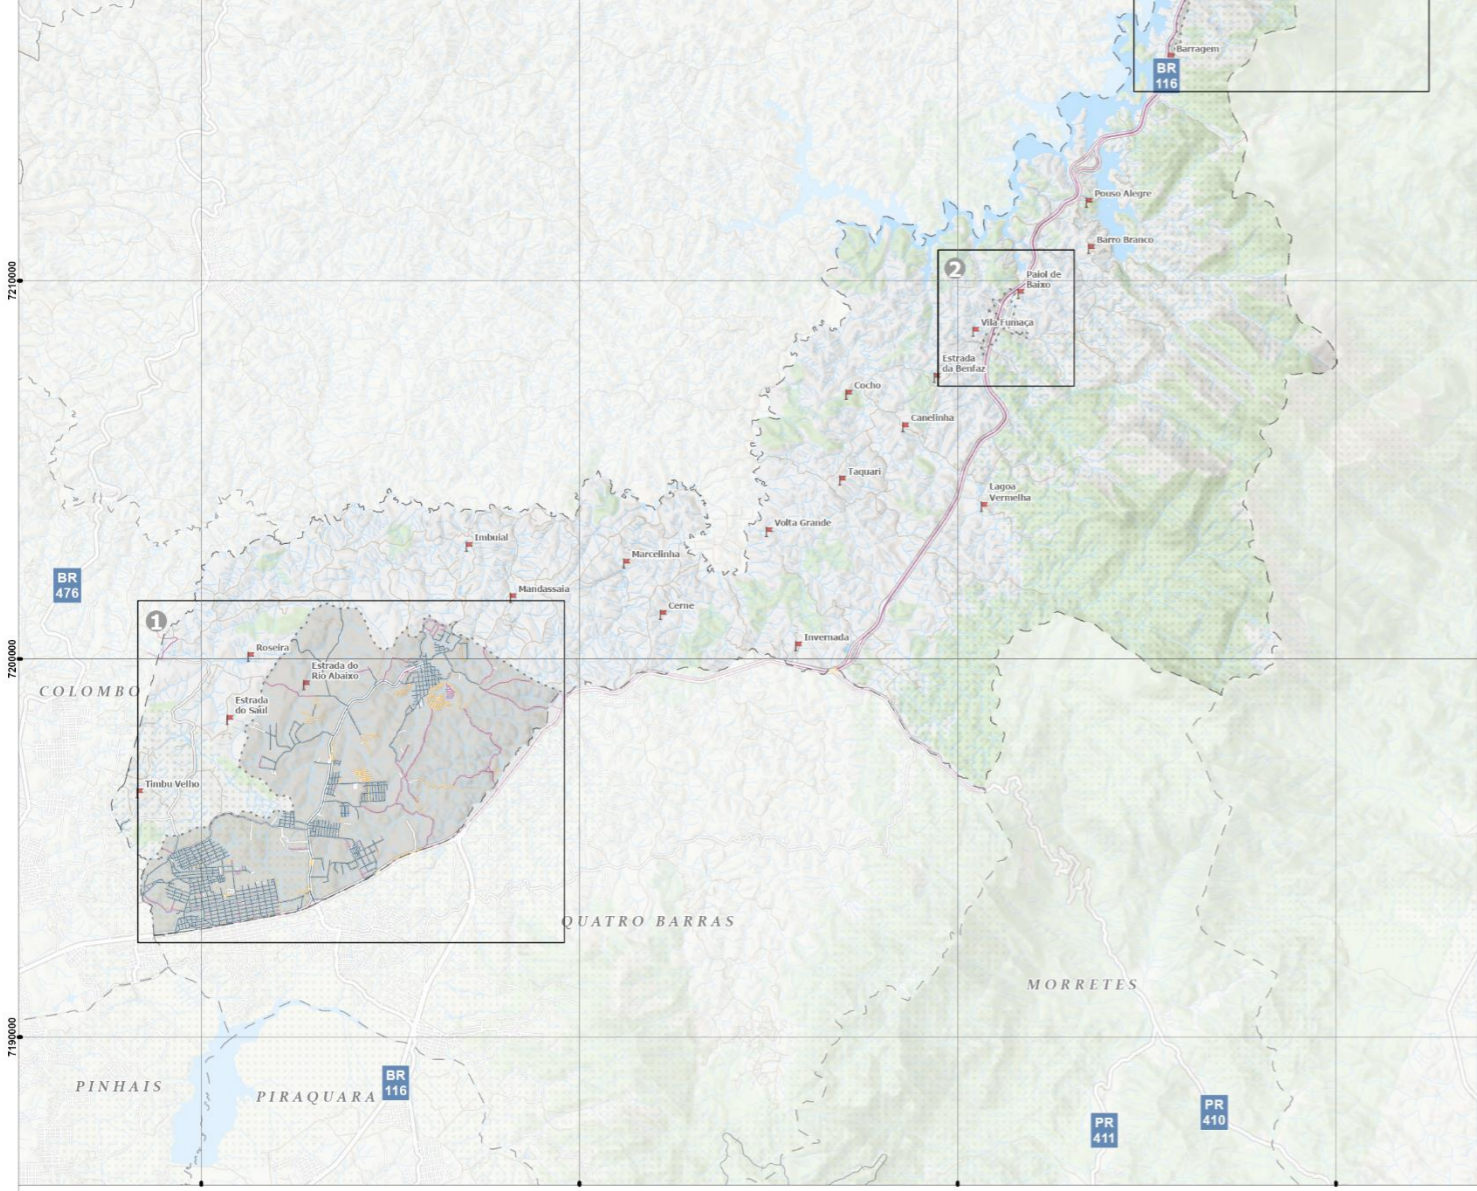 Barragem
BR
116
Pouso Alegre
Barro Branco
2
Paiol de
Baixo
7210000
Vila Fumaça
Estrada
da Benfaz
Cocho
Canelinha
Taquari
Lagoa
Vermelha
Volta Grande
Imbuial
Marcelinha
BR
476
Mandassaia
Cerne
1
Invernada
Roseira
7200000
Estrada do
Rio Abaixo
COLOMBO
Estrada
do Saúl
Timbu Velho
QUATRO BARRAS
MORRETES
7190000
PINHAIS
BR
116
PIRAQUARA
PR
410
PR
411